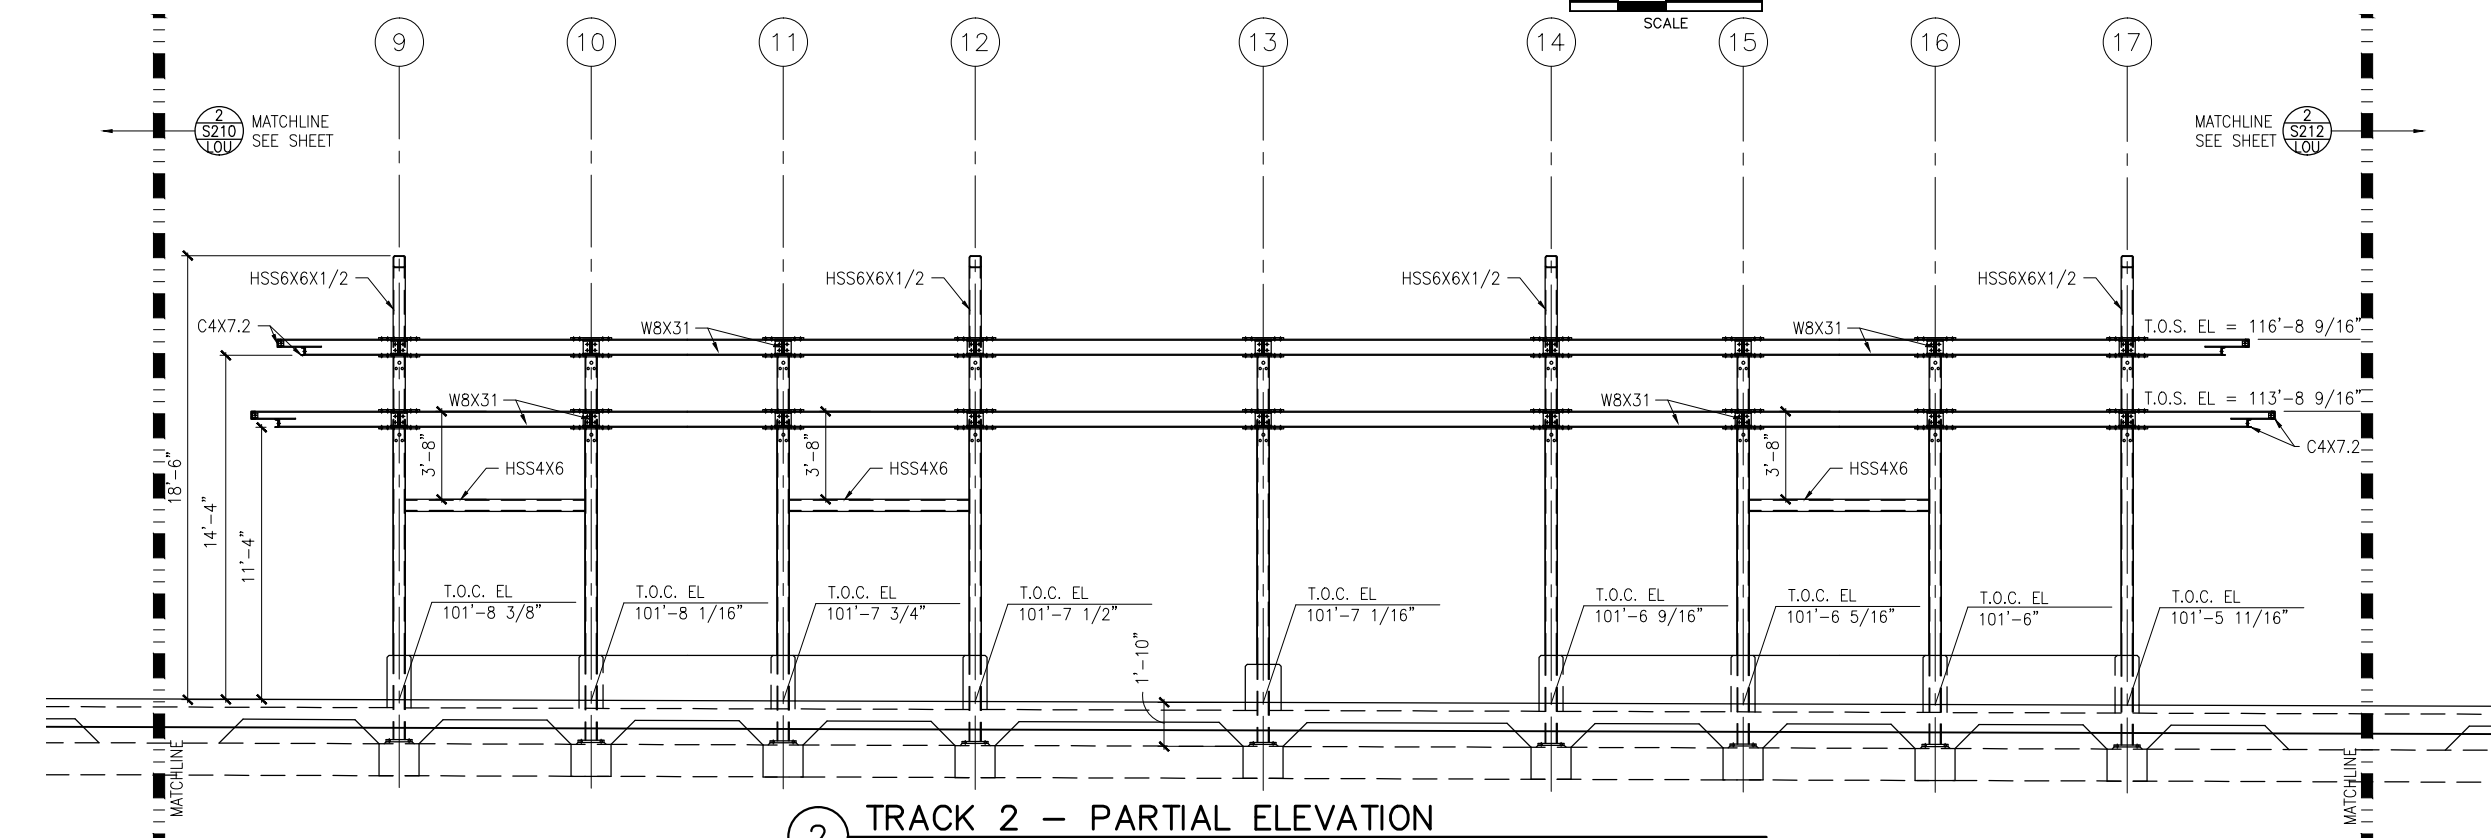 SCALE
9
10
11
12
13
14
15
16
17
2
S210
LOU
MATCHLINE
SEE SHEET
MATCHLINE
SEE SHEET
2
S212
LOU
HSS6X6X1/2
HSS6X6X1/2
HSS6X6X1/2
HSS6X6X1/2
C4X7.2
W8X31
W8X31
T.O.S. EL = 116'-8 9/16"
W8X31
W8X31
T.O.S. EL = 113'-8 9/16"
C4X7.2
3'-8"
HSS4X6
3'-8"
HSS4X6
3'-8"
HSS4X6
18'-6"
14'-4"
11'-4"
T.O.C. EL
101'-8 3/8"
T.O.C. EL
101'-8 1/16"
T.O.C. EL
101'-7 3/4"
T.O.C. EL
101'-7 1/2"
T.O.C. EL
101'-7 1/16"
T.O.C. EL
101'-6 9/16"
T.O.C. EL
101'-6 5/16"
T.O.C. EL
101'-6"
T.O.C. EL
101'-5 11/16"
1'-10"
MATCHLINE
MATCHLINE
2
TRACK 2 - PARTIAL ELEVATION